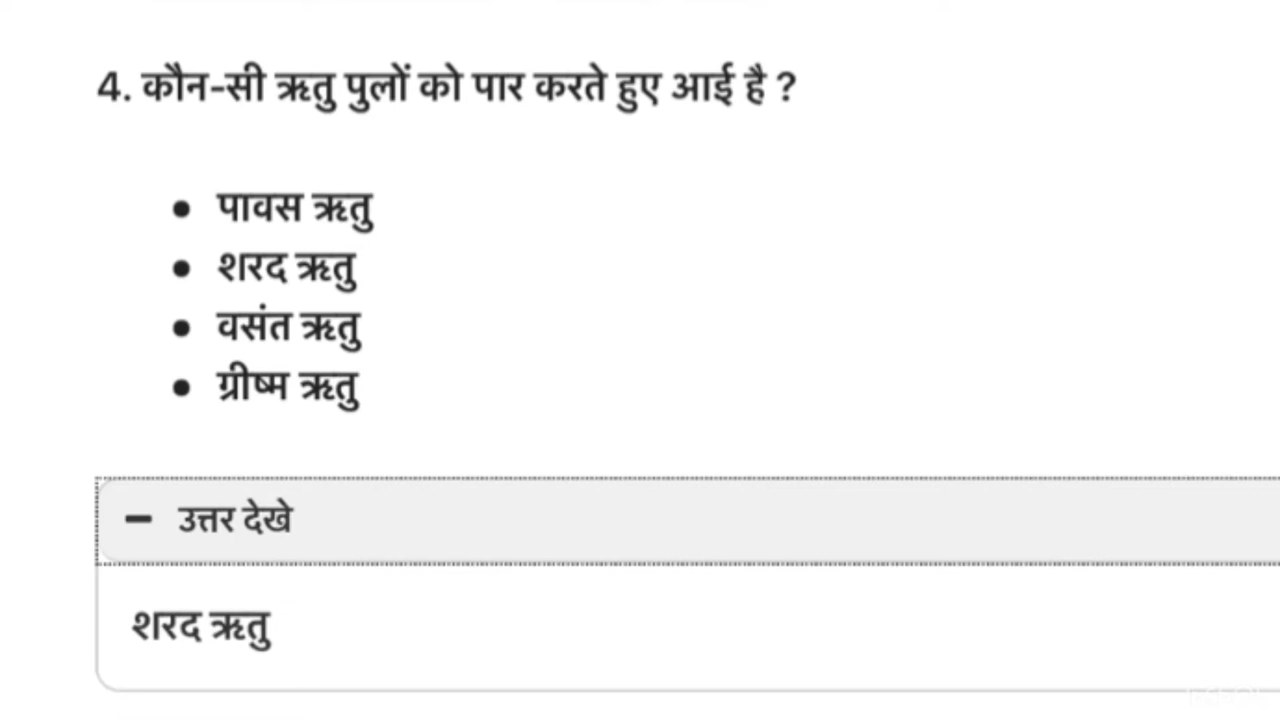 4. कौन-सी ऋतु पुलों को पार करते हुए आई है ?
• पावस ऋतु
• शरद ऋतु
• वसंत ऋतु
• ग्रीष्म ऋतु
− उत्तर देखे
शरद ऋतु